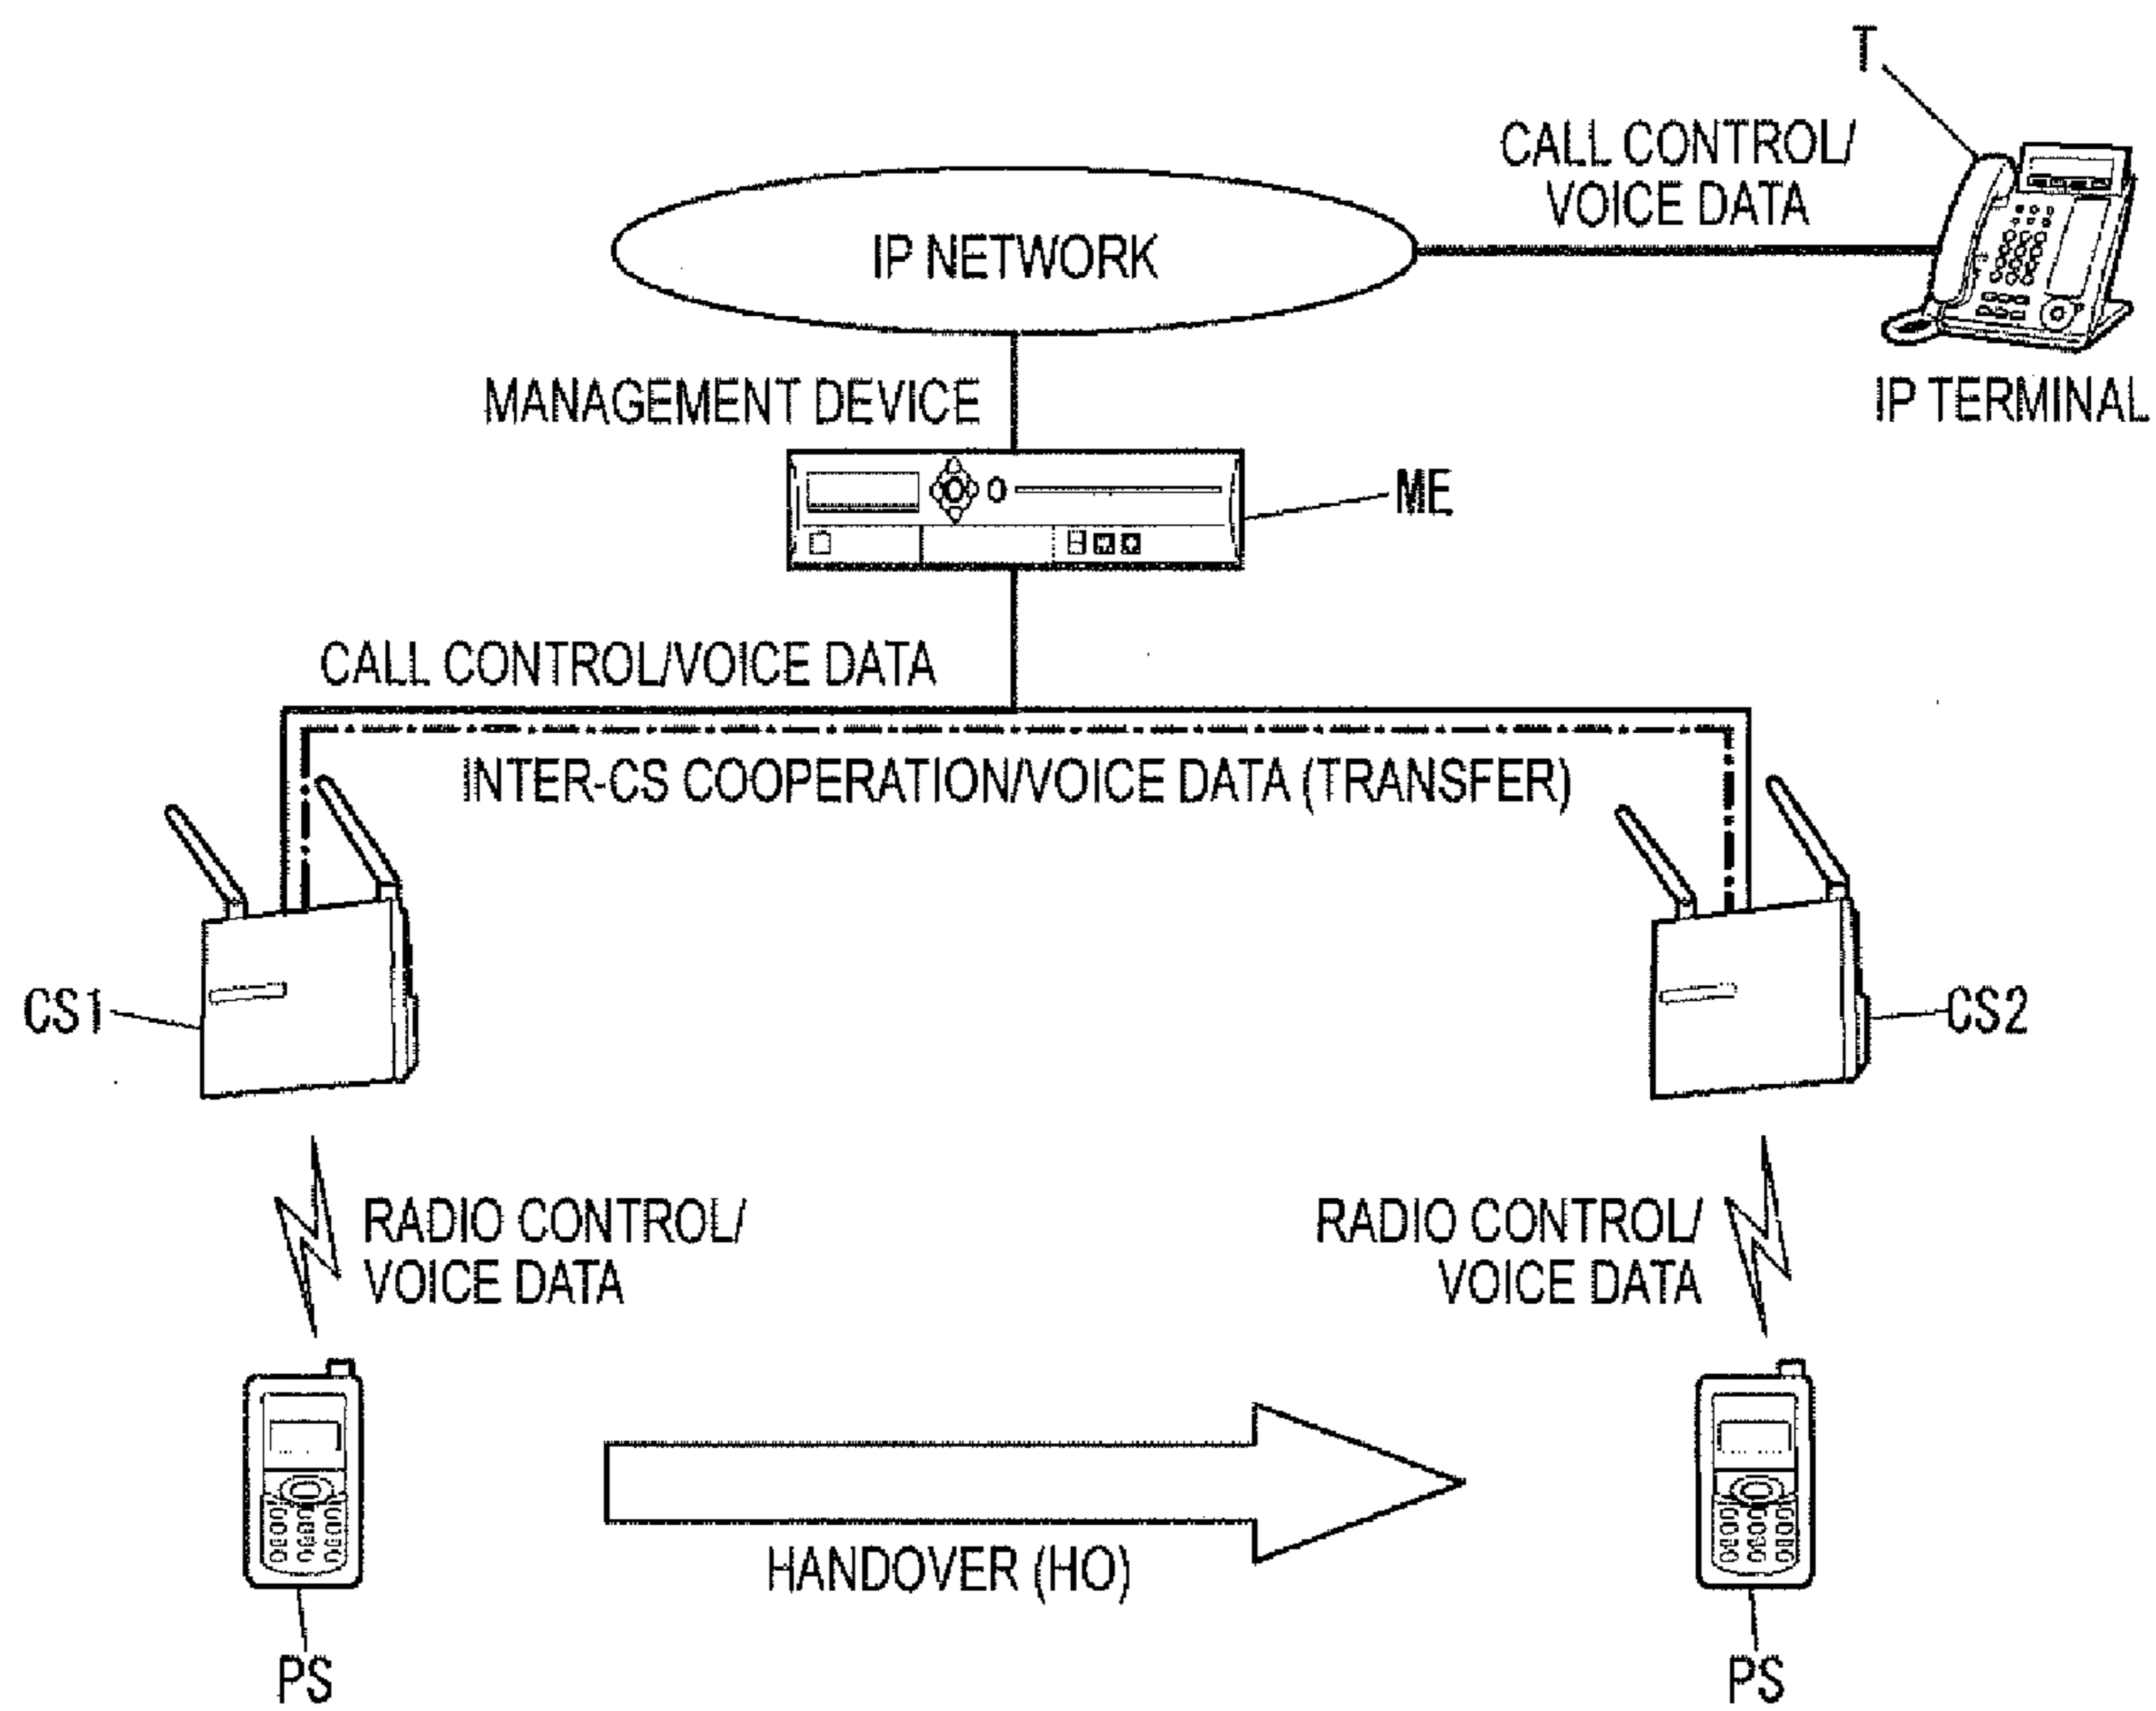 T
CALL CONTROL/
VOICE DATA
IP NETWORK
MANAGEMENT DEVICE
IP TERMINAL
ME
CALL CONTROL/VOICE DATA
INTER-CS COOPERATION/VOICE DATA (TRANSFER)
CS1
CS2
RADIO CONTROL/
VOICE DATA
RADIO CONTROL/
VOICE DATA
HANDOVER (HO)
PS
PS